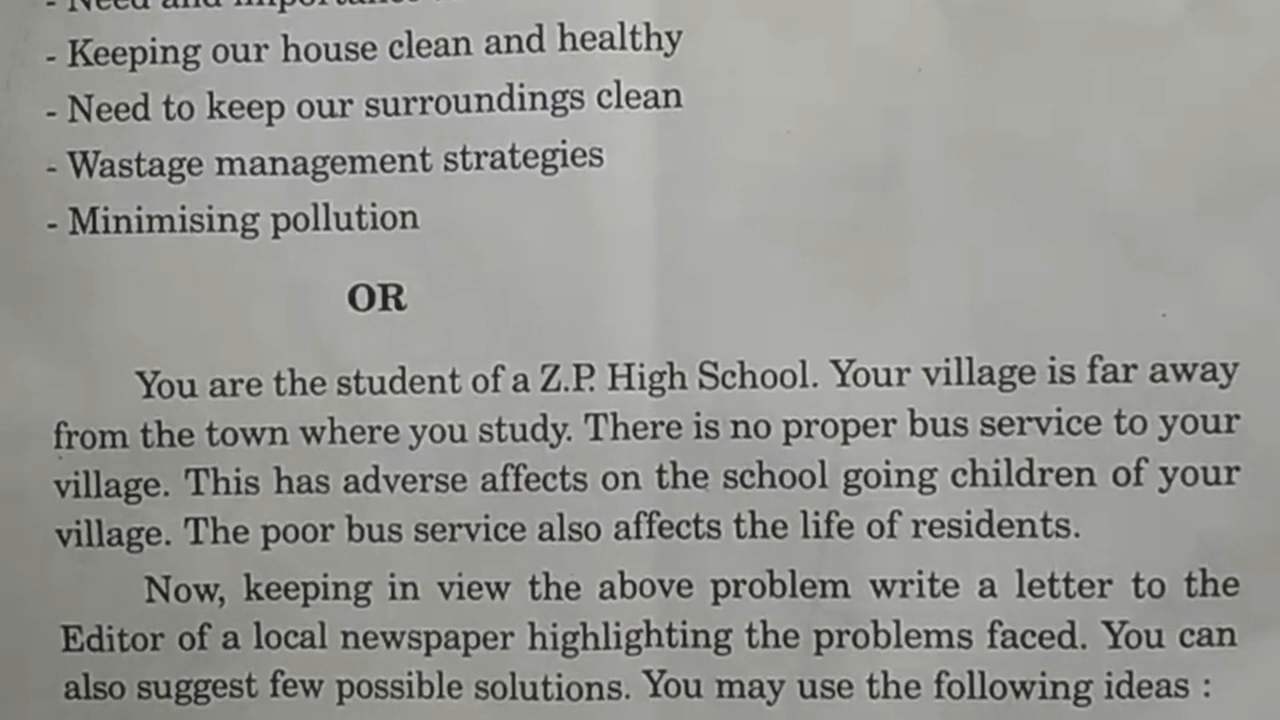 - Need and importance
- Keeping our house clean and healthy
- Need to keep our surroundings clean
- Wastage management strategies
- Minimising pollution
OR
You are the student of a Z.P. High School. Your village is far away
from the town where you study. There is no proper bus service to your
village. This has adverse affects on the school going children of your
village. The poor bus service also affects the life of residents.
Now, keeping in view the above problem write a letter to the
Editor of a local newspaper highlighting the problems faced. You can
also suggest few possible solutions. You may use the following ideas :